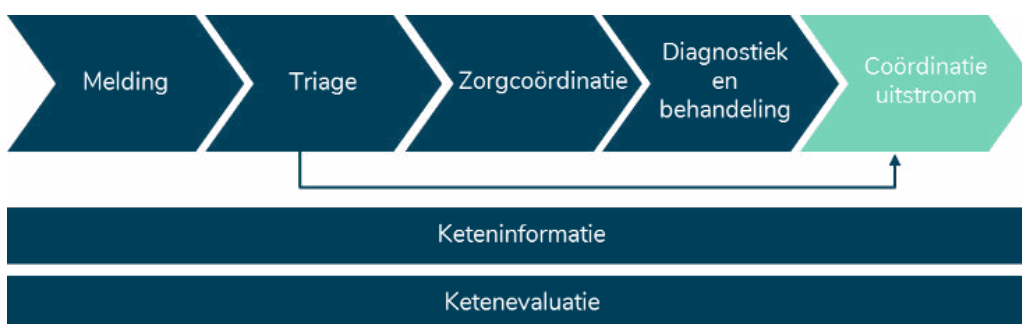 Melding
Triage
Zorgcoördinatie
Diagnostiek
en
behandeling
Coördinatie
uitstroom
Keteninformatie
Ketenevaluatie